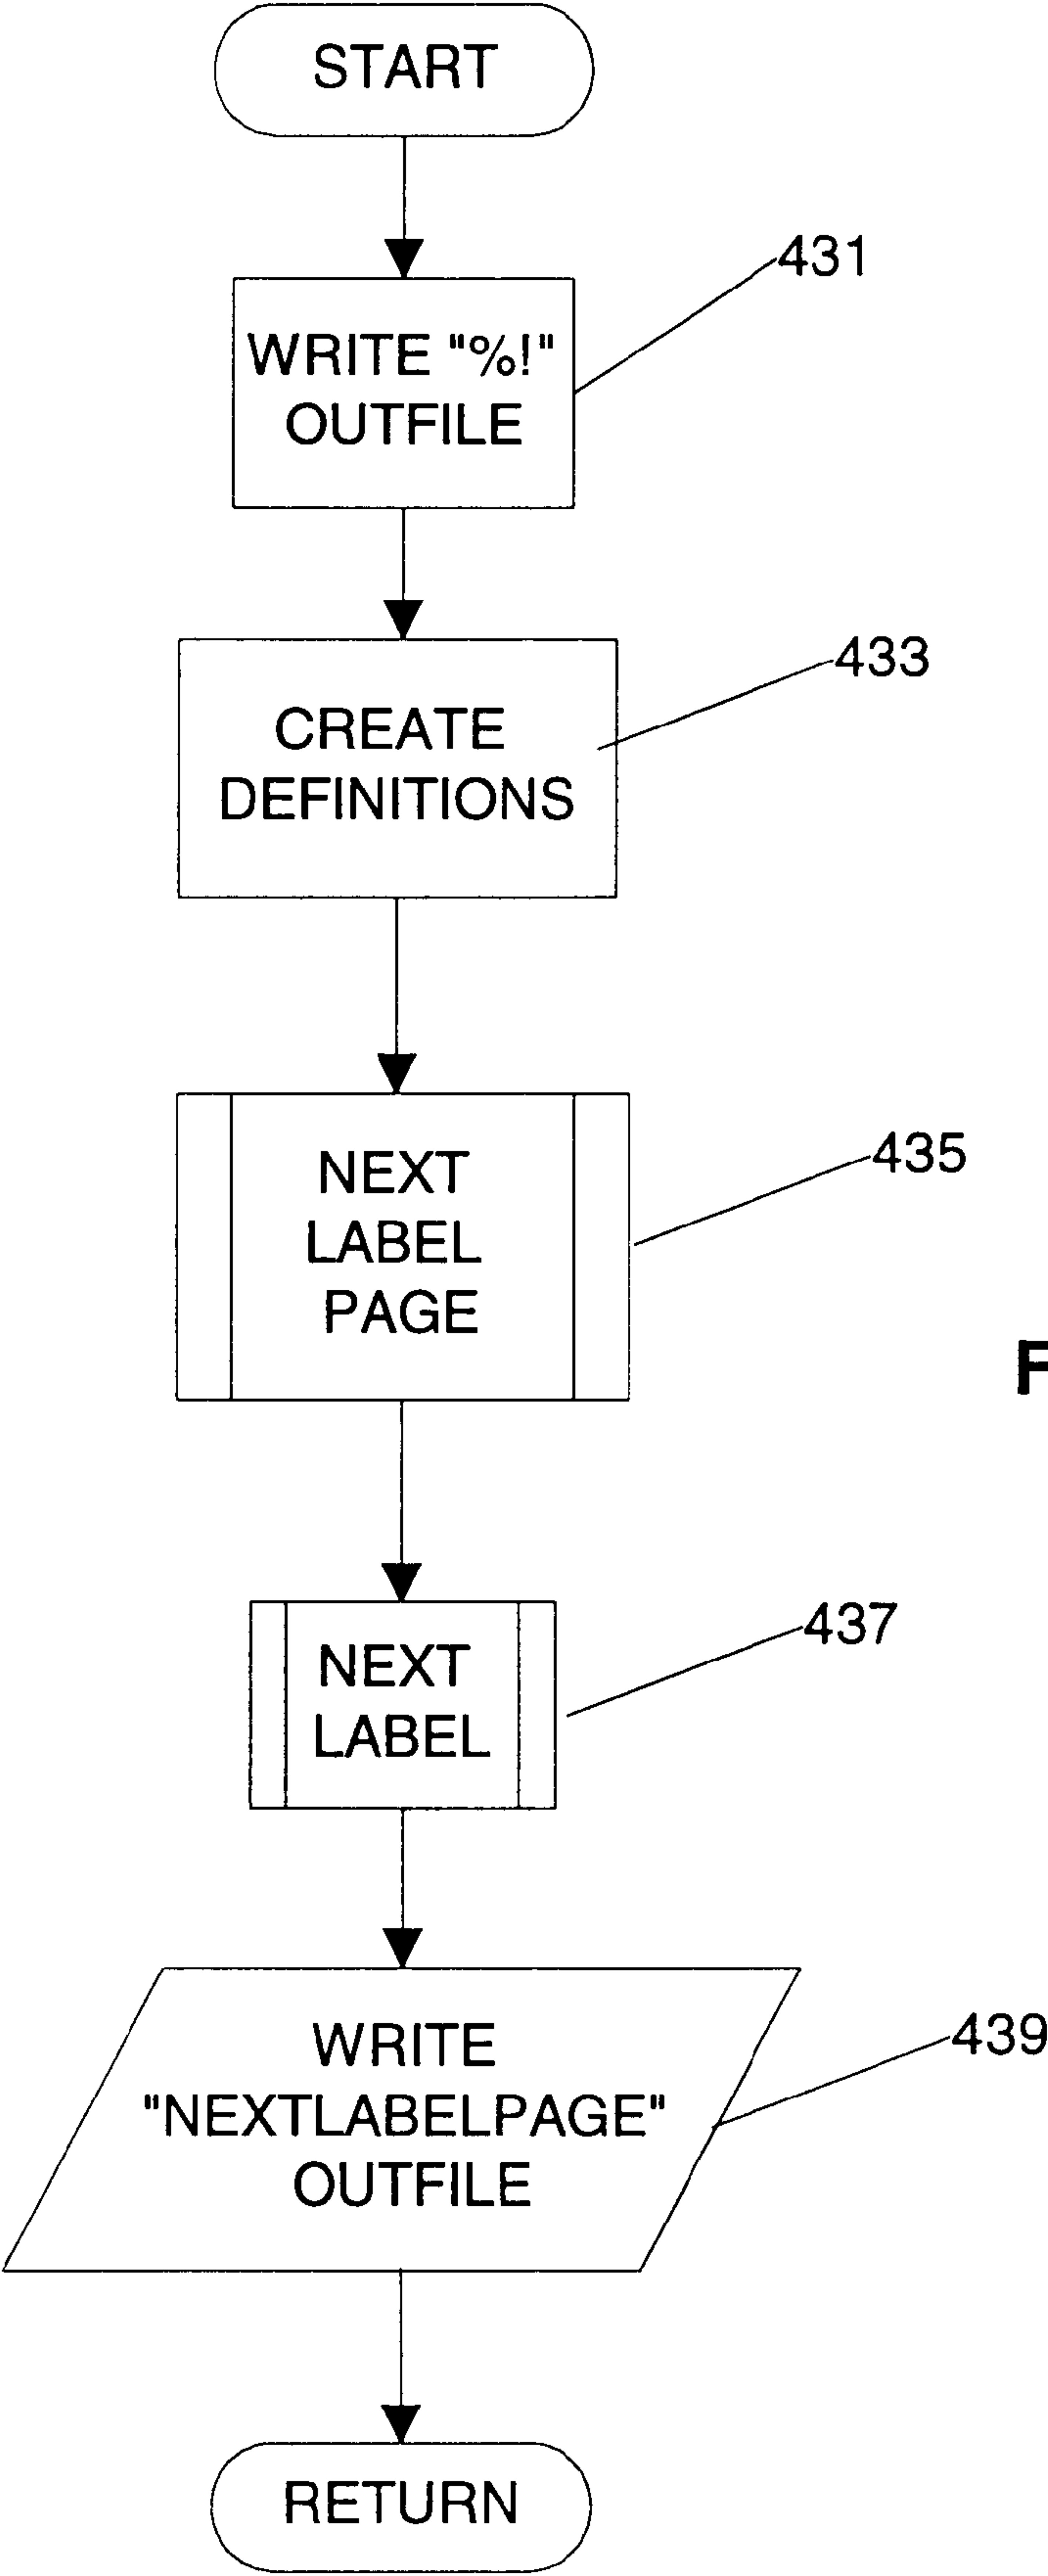 START
431
WRITE "%!"
OUTFILE
433
CREATE
DEFINITIONS
435
NEXT
LABEL
PAGE
437
NEXT
LABEL
439
WRITE
"NEXTLABELPAGE"
OUTFILE
RETURN